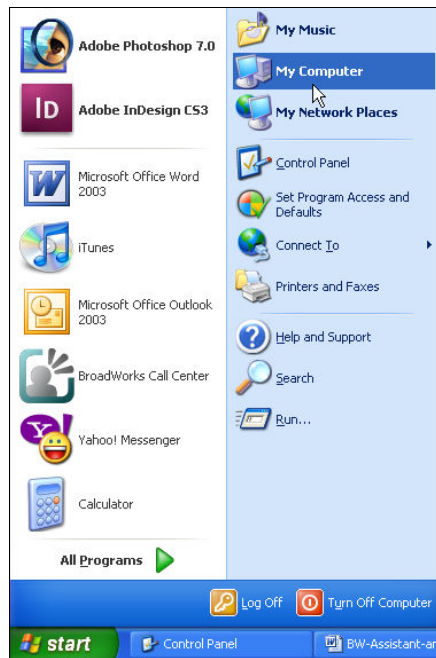 Adobe Photoshop 7.0
ID
Adobe InDesign CS3
W
Microsoft Office Word
2003
iTunes
Microsoft Office Outlook
2003
BroadWorks Call Center
Y!
Yahoo! Messenger
Calculator
All Programs
My Music
My Computer
My Network Places
Control Panel
Set Program Access and
Defaults
Connect To
Printers and Faxes
Help and Support
Search
Run...
Log Off
Turn Off Computer
start
Control Panel
BW-Assistant-ar